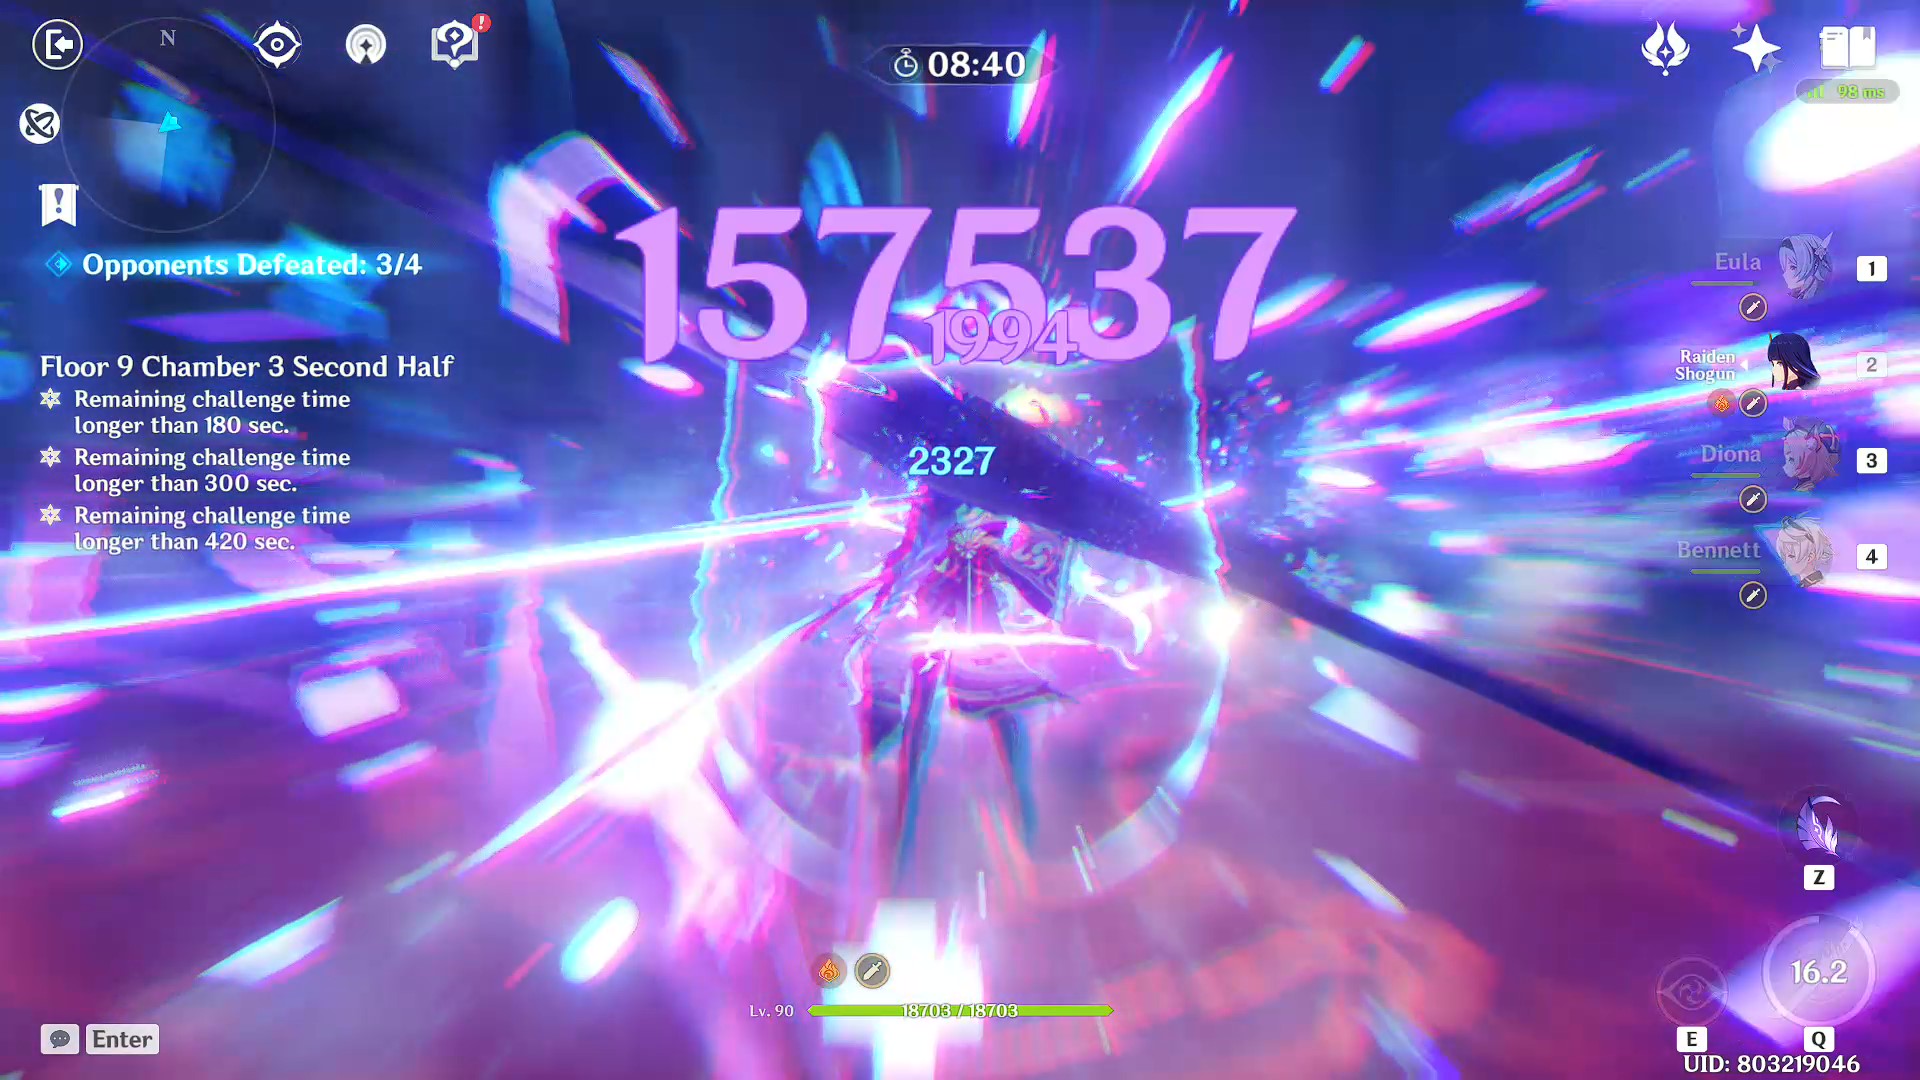 N
08:40
98 ms
Opponents Defeated: 3/4
Floor 9 Chamber 3 Second Half
Remaining challenge time
longer than 180 sec.
Remaining challenge time
longer than 300 sec.
Remaining challenge time
longer than 420 sec.
157537
1994
2327
Eula
1
Raiden
Shogun
2
Diona
3
Bennett
4
Z
16.2
E
Q
Lv. 90
18703 / 18703
Enter
UID: 803219046